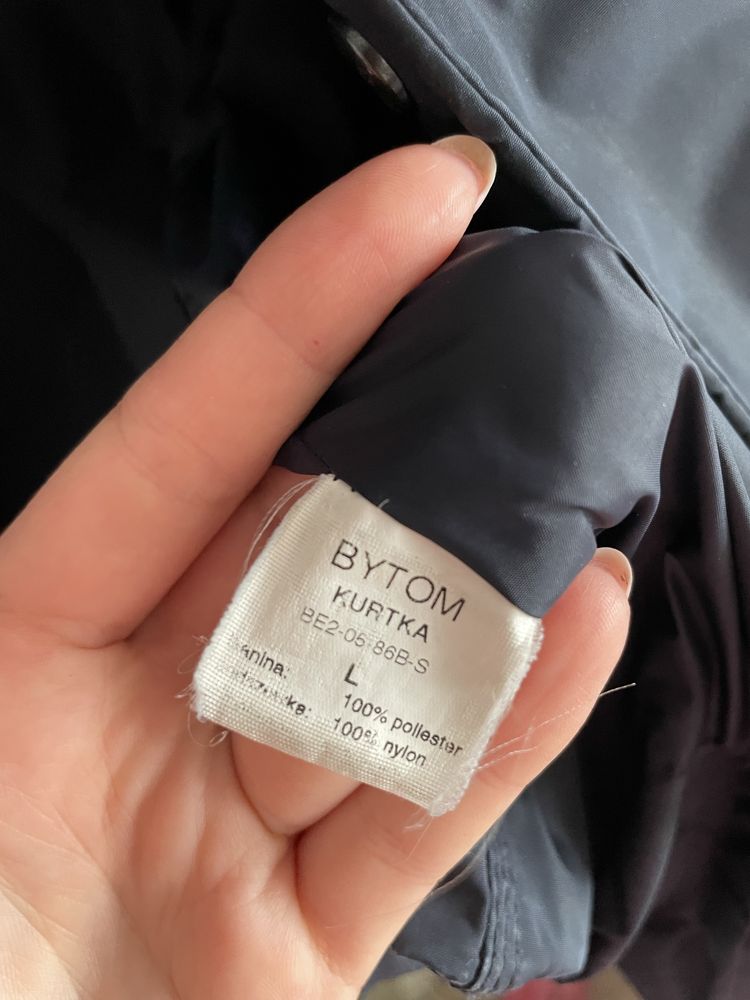 BYTOM
KURTKA
BE2-05-86B-S
L
100% poliester
100% nylon